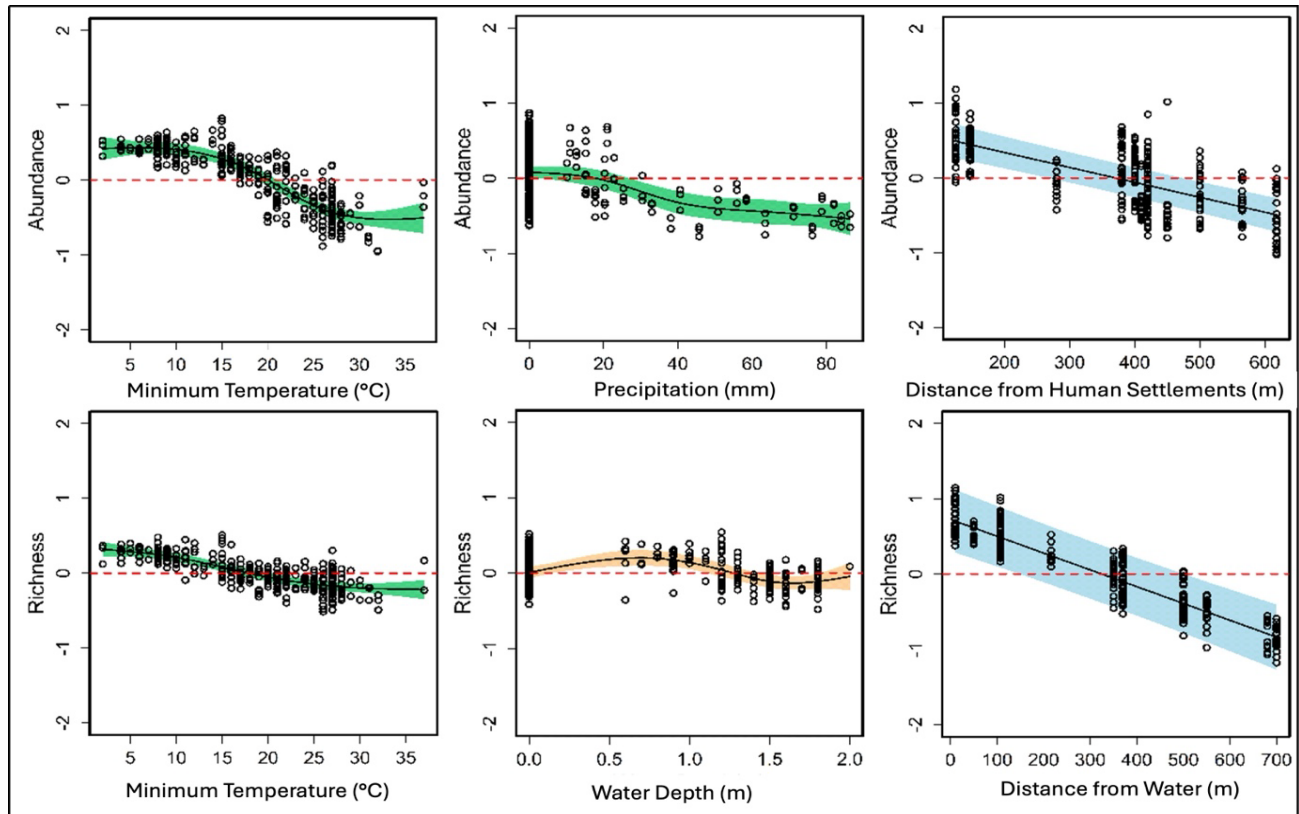 2
1
0
-1
-2
Abundance
5 10 15 20 25 30 35
Minimum Temperature (°C)
2
1
0
-1
-2
Abundance
0 20 40 60 80
Precipitation (mm)
2
1
0
-1
-2
Abundance
200 300 400 500 600
Distance from Human Settlements (m)
2
1
0
-1
-2
Richness
5 10 15 20 25 30 35
Minimum Temperature (°C)
2
1
0
-1
-2
Richness
0.0 0.5 1.0 1.5 2.0
Water Depth (m)
2
1
0
-1
-2
Richness
0 100 200 300 400 500 600 700
Distance from Water (m)